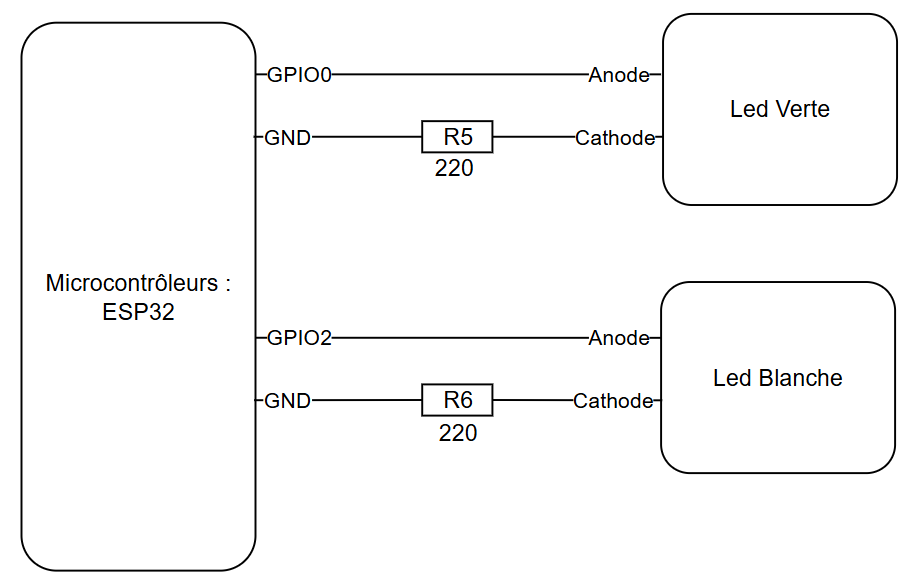 GPIO0
Anode
Led Verte
GND
R5
Cathode
220
Microcontrôleurs :
ESP32
GPIO2
Anode
Led Blanche
GND
R6
Cathode
220